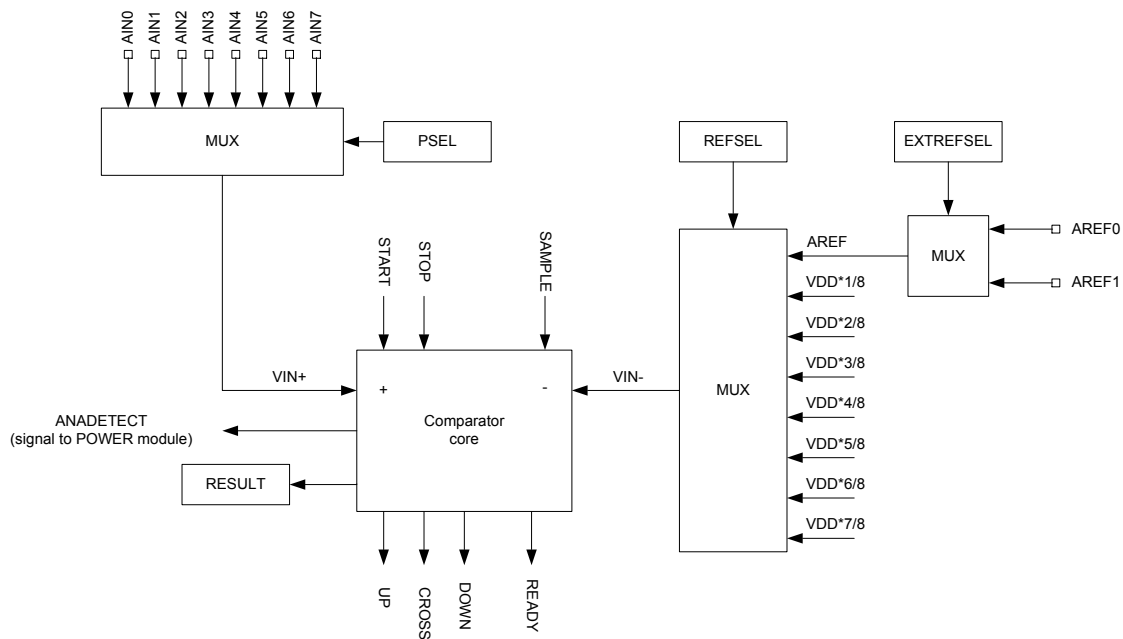 AIN0
AIN1
AIN2
AIN3
AIN4
AIN5
AIN6
AIN7
MUX
PSEL
REFSEL
EXTREFSEL
START
STOP
SAMPLE
AREF
MUX
AREF0
AREF1
VDD*1/8
VDD*2/8
VDD*3/8
VDD*4/8
VDD*5/8
VDD*6/8
VDD*7/8
MUX
VIN+
+
-
VIN-
Comparator
core
ANADETECT
(signal to POWER module)
RESULT
UP
CROSS
DOWN
READY